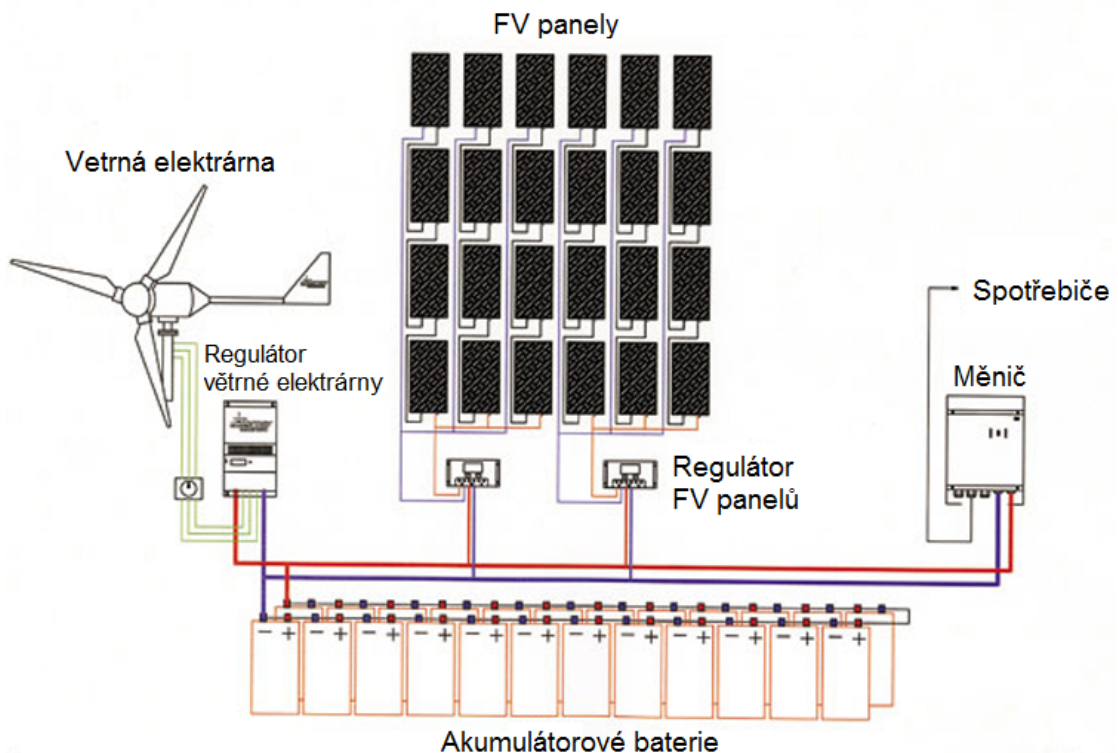 FV panely
Vetrná elektrárna
Regulátor
větrné elektrárny
Spotřebiče
Měnič
Regulátor
FV panelů
− + − + − + − + − + − + − + − + − + − + − + − +
Akumulátorové baterie